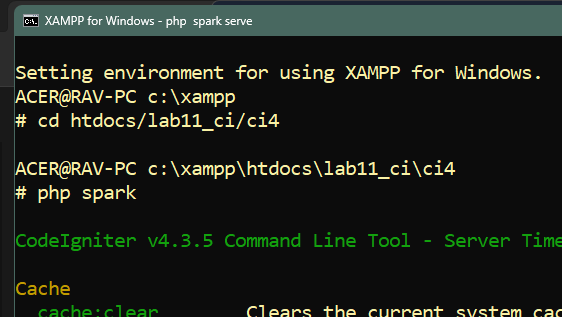 XAMPP for Windows - php  spark serve
Setting environment for using XAMPP for Windows.
ACER@RAV-PC c:\xampp
# cd htdocs/lab11_ci/ci4
ACER@RAV-PC c:\xampp\htdocs\lab11_ci\ci4
# php spark
CodeIgniter v4.3.5 Command Line Tool - Server Time
Cache
cache:clear        Clears the current system cac